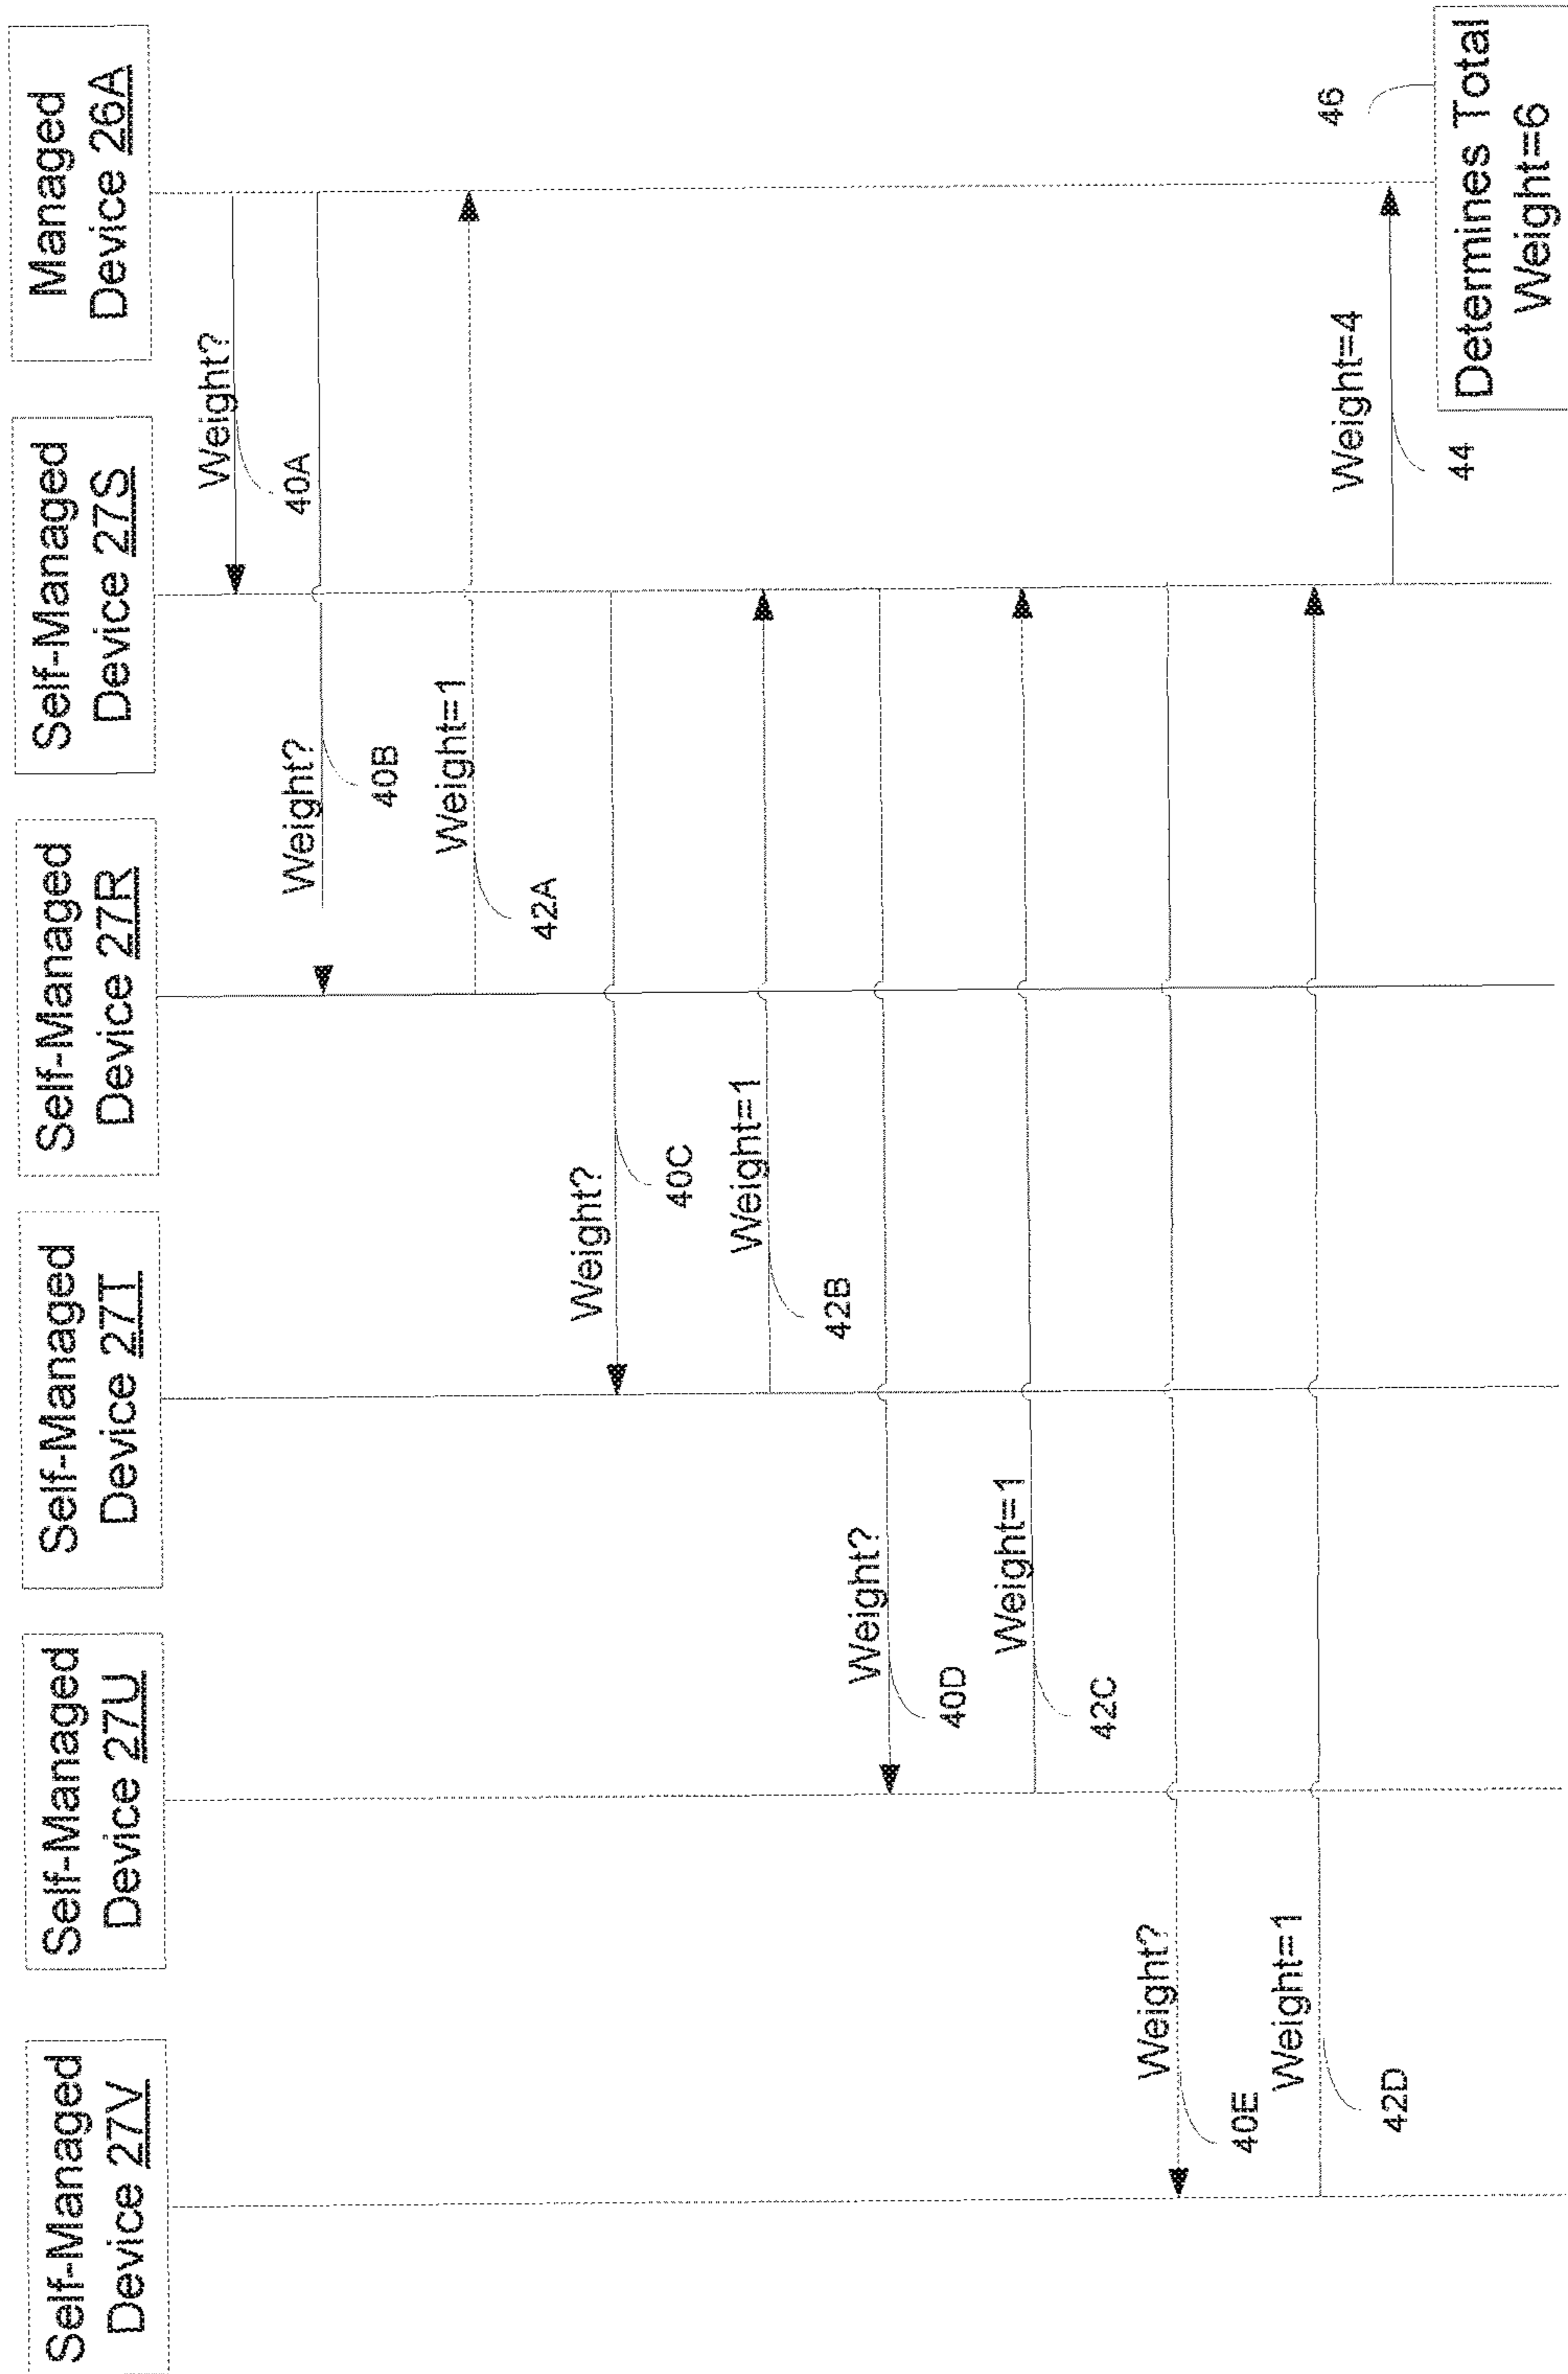 Self-Managed
Device 27V
Self-Managed
Device 27U
Self-Managed
Device 27T
Self-Managed
Device 27R
Self-Managed
Device 27S
Managed
Device 26A
Weight?
40A
Weight?
40B
Weight=1
42A
Weight?
40C
Weight=1
42B
Weight?
40D
Weight=1
42C
Weight?
40E
Weight=1
42D
Weight=4
44
46
Determines Total
Weight=6